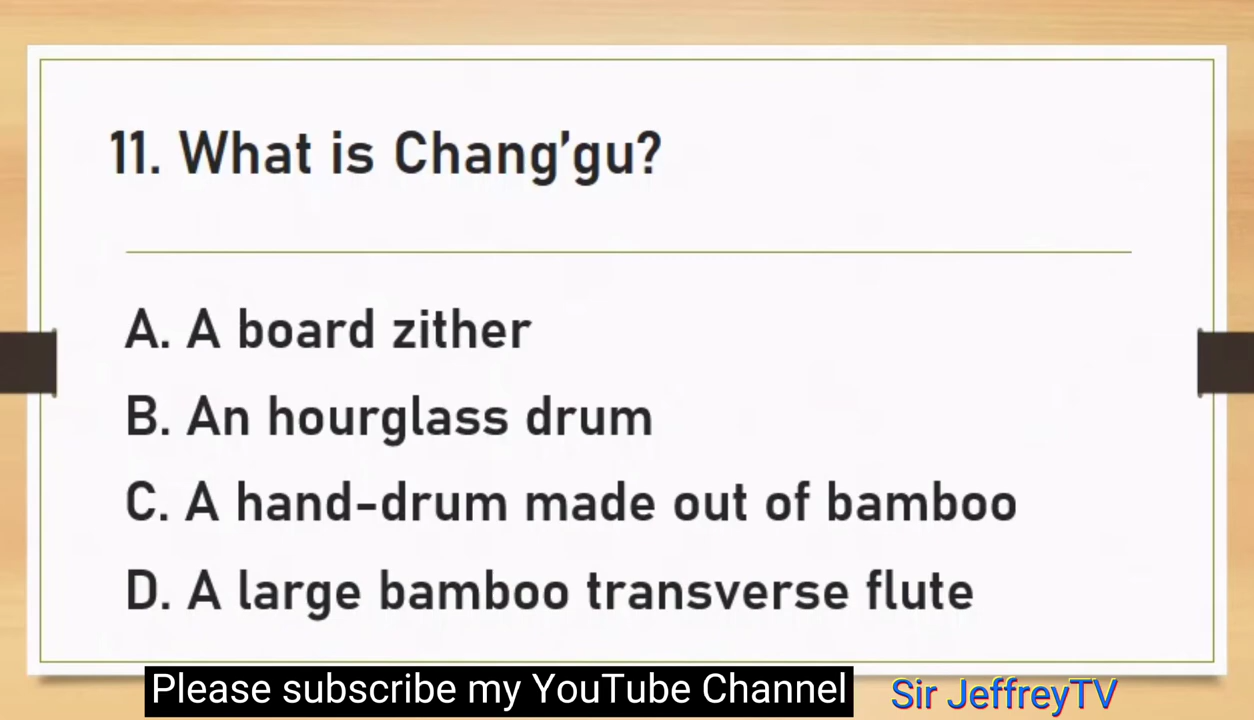 11. What is Chang’gu?
A. A board zither
B. An hourglass drum
C. A hand-drum made out of bamboo
D. A large bamboo transverse flute
Please subscribe my YouTube Channel
Sir JeffreyTV